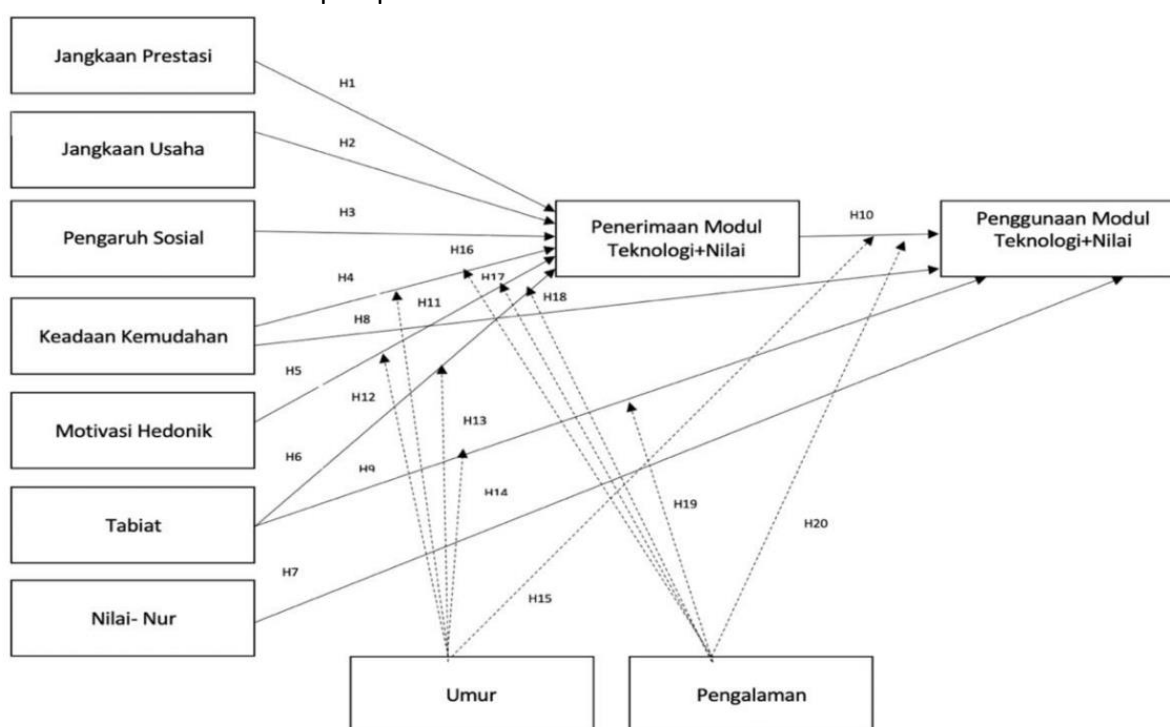 Jangkaan Prestasi
H1
Jangkaan Usaha
H2
Pengaruh Sosial
H3
Penerimaan Modul
Teknologi+Nilai
H10
Penggunaan Modul
Teknologi+Nilai
H16
H4
H17
H11
H18
Keadaan Kemudahan
H8
H5
H12
Motivasi Hedonik
H13
H6
H9
H14
Tabiat
H19
H20
H7
H15
Nilai- Nur
Umur
Pengalaman